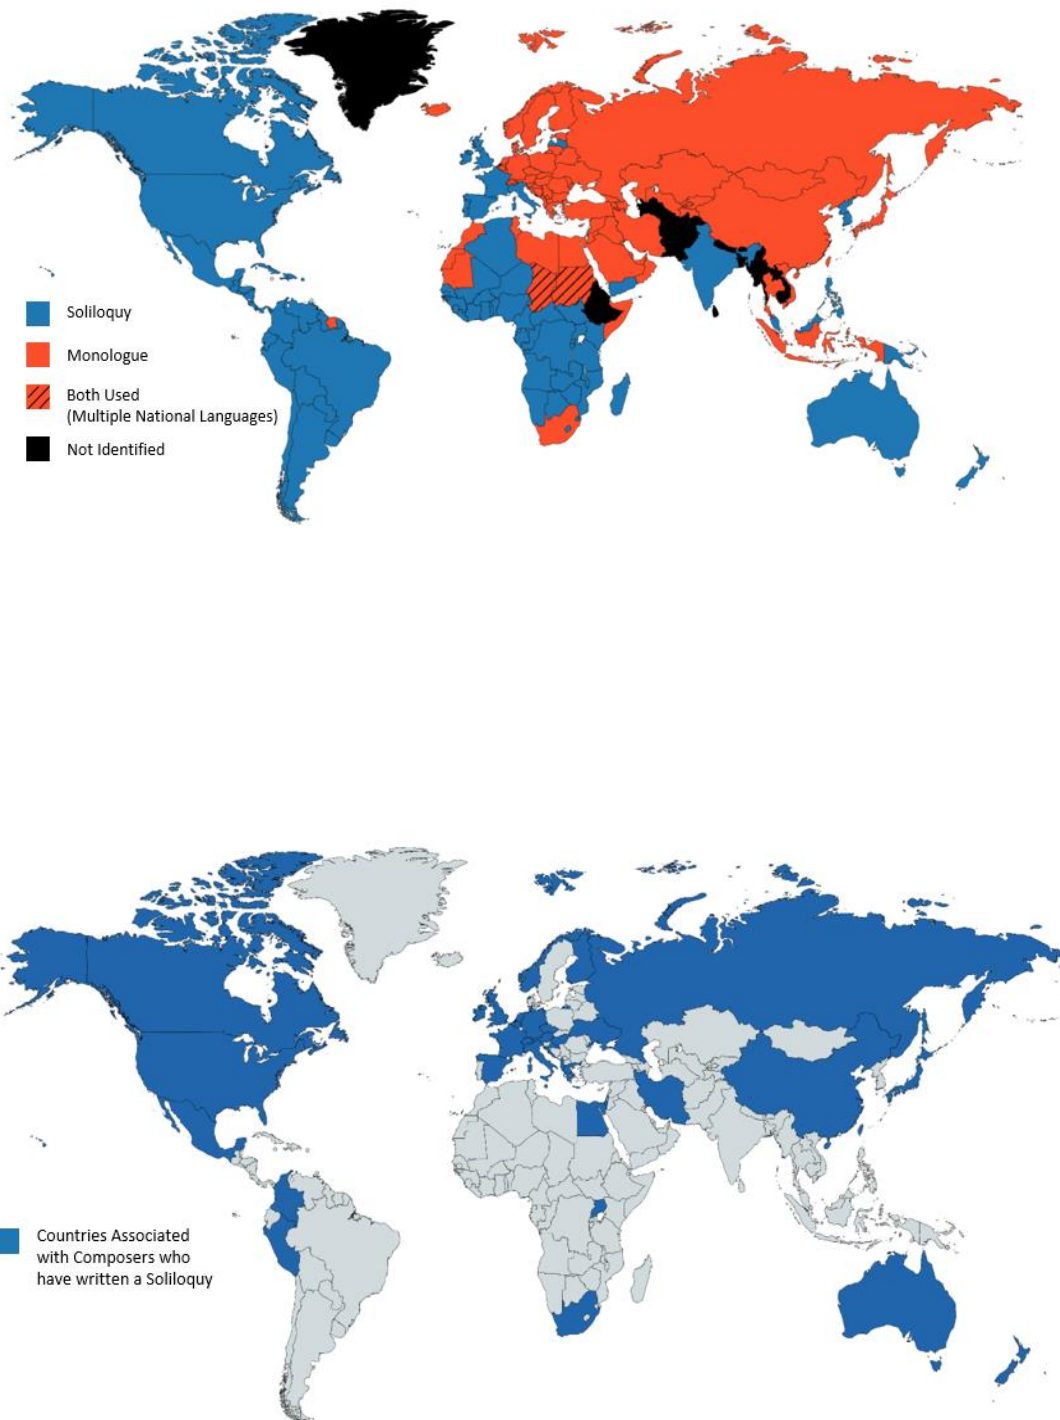 Soliloquy
Monologue
Both Used
(Multiple National Languages)
Not Identified
Countries Associated
with Composers who
have written a Soliloquy